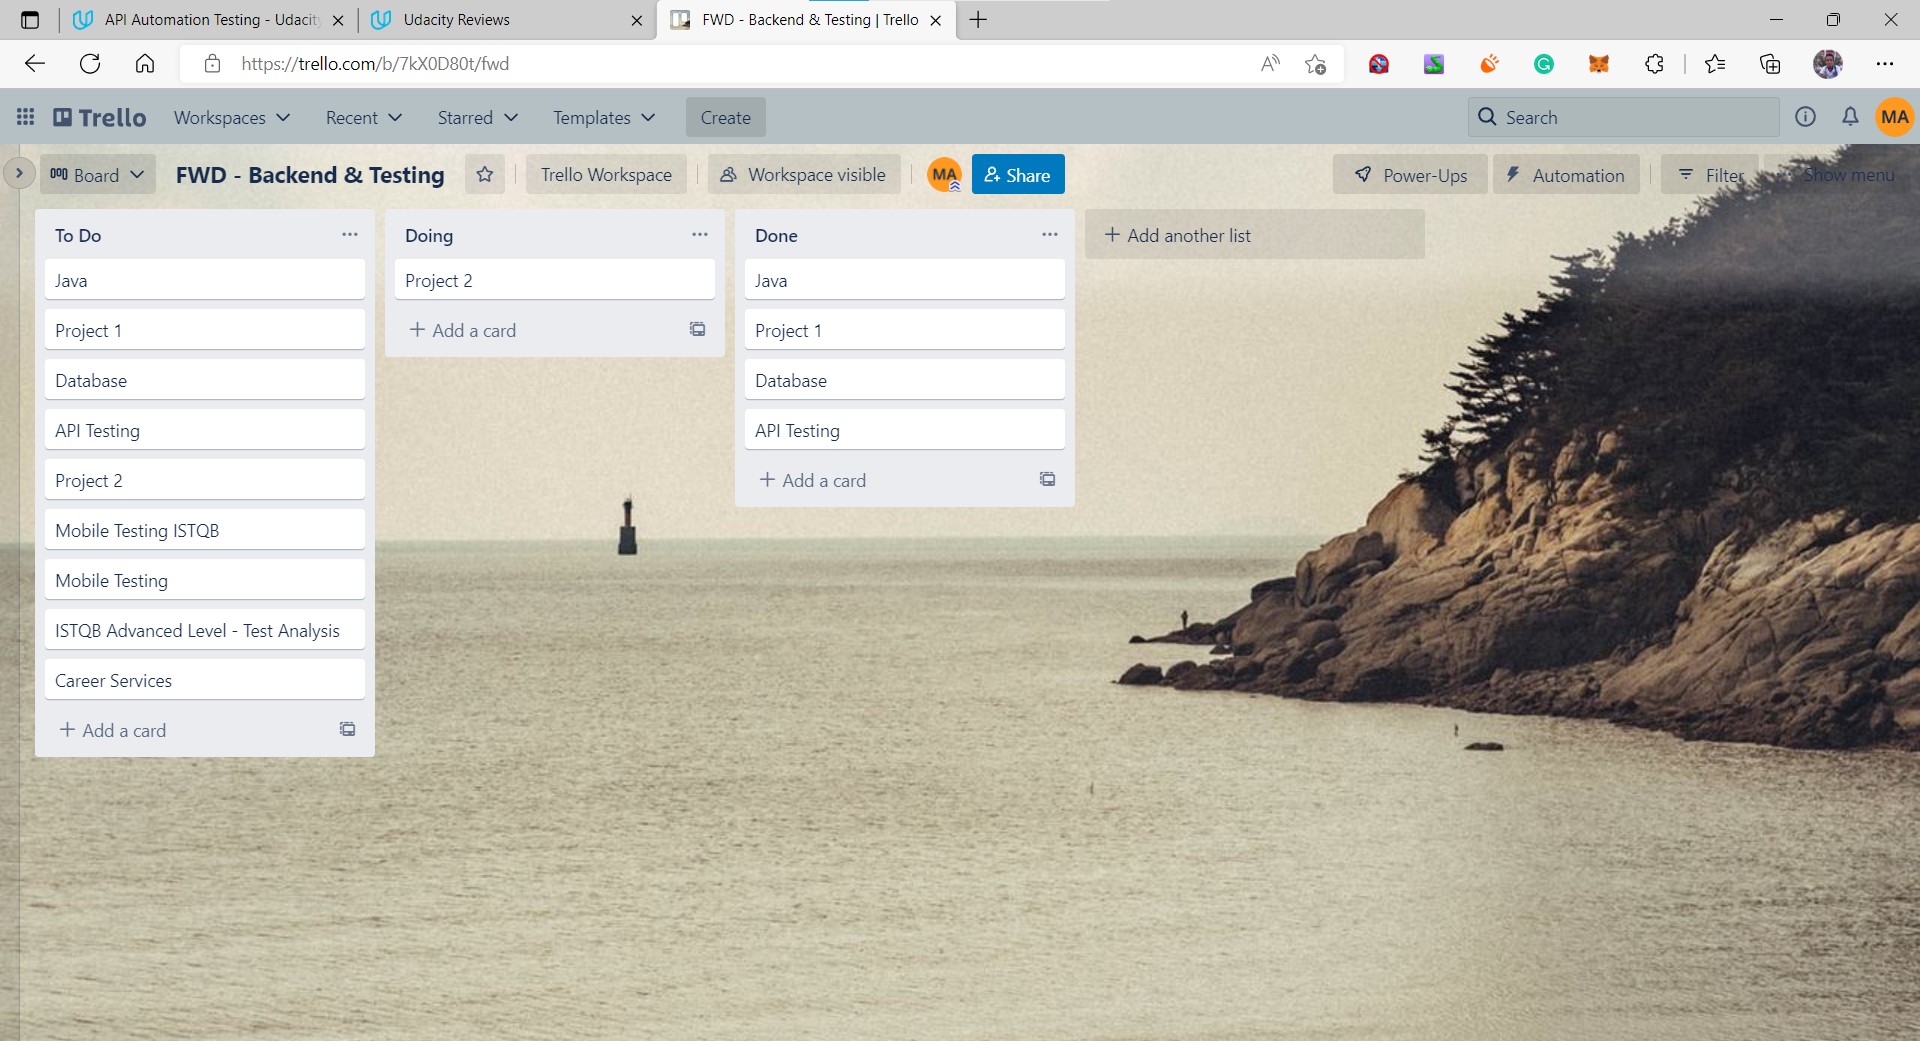 API Automation Testing - Udacity
Udacity Reviews
FWD - Backend & Testing | Trello
https://trello.com/b/7kX0D80t/fwd
Trello
Workspaces
Recent
Starred
Templates
Create
Search
MA
Board
FWD - Backend & Testing
Trello Workspace
Workspace visible
MA
Share
Power-Ups
Automation
Filter
Show menu
To Do
Java
Project 1
Database
API Testing
Project 2
Mobile Testing ISTQB
Mobile Testing
ISTQB Advanced Level - Test Analysis
Career Services
+ Add a card
Doing
Project 2
+ Add a card
Done
Java
Project 1
Database
API Testing
+ Add a card
+ Add another list